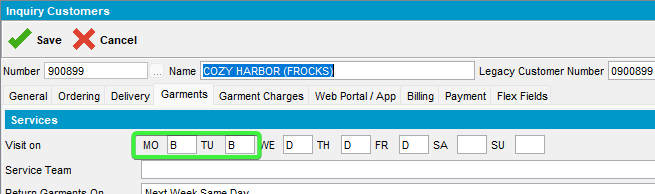 Inquiry Customers
Save Cancel
Number 900899 ... Name COZY HARBOR (FROCKS) Legacy Customer Number 0900899
General Ordering Delivery Garments Garment Charges Web Portal / App Billing Payment Flex Fields
Services
Visit on MO B TU B WE D TH D FR D SA SU
Service Team
Return Garments On Next Week Same Day